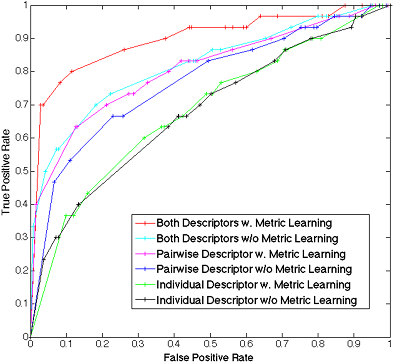 1
0.9
0.8
0.7
0.6
0.5
0.4
0.3
0.2
0.1
0
True Positive Rate
Both Descriptors w. Metric Learning
Both Descriptors w/o Metric Learning
Pairwise Descriptor w. Metric Learning
Pairwise Descriptor w/o Metric Learning
Individual Descriptor w. Metric Learning
Individual Descriptor w/o Metric Learning
0 0.1 0.2 0.3 0.4 0.5 0.6 0.7 0.8 0.9 1
False Positive Rate